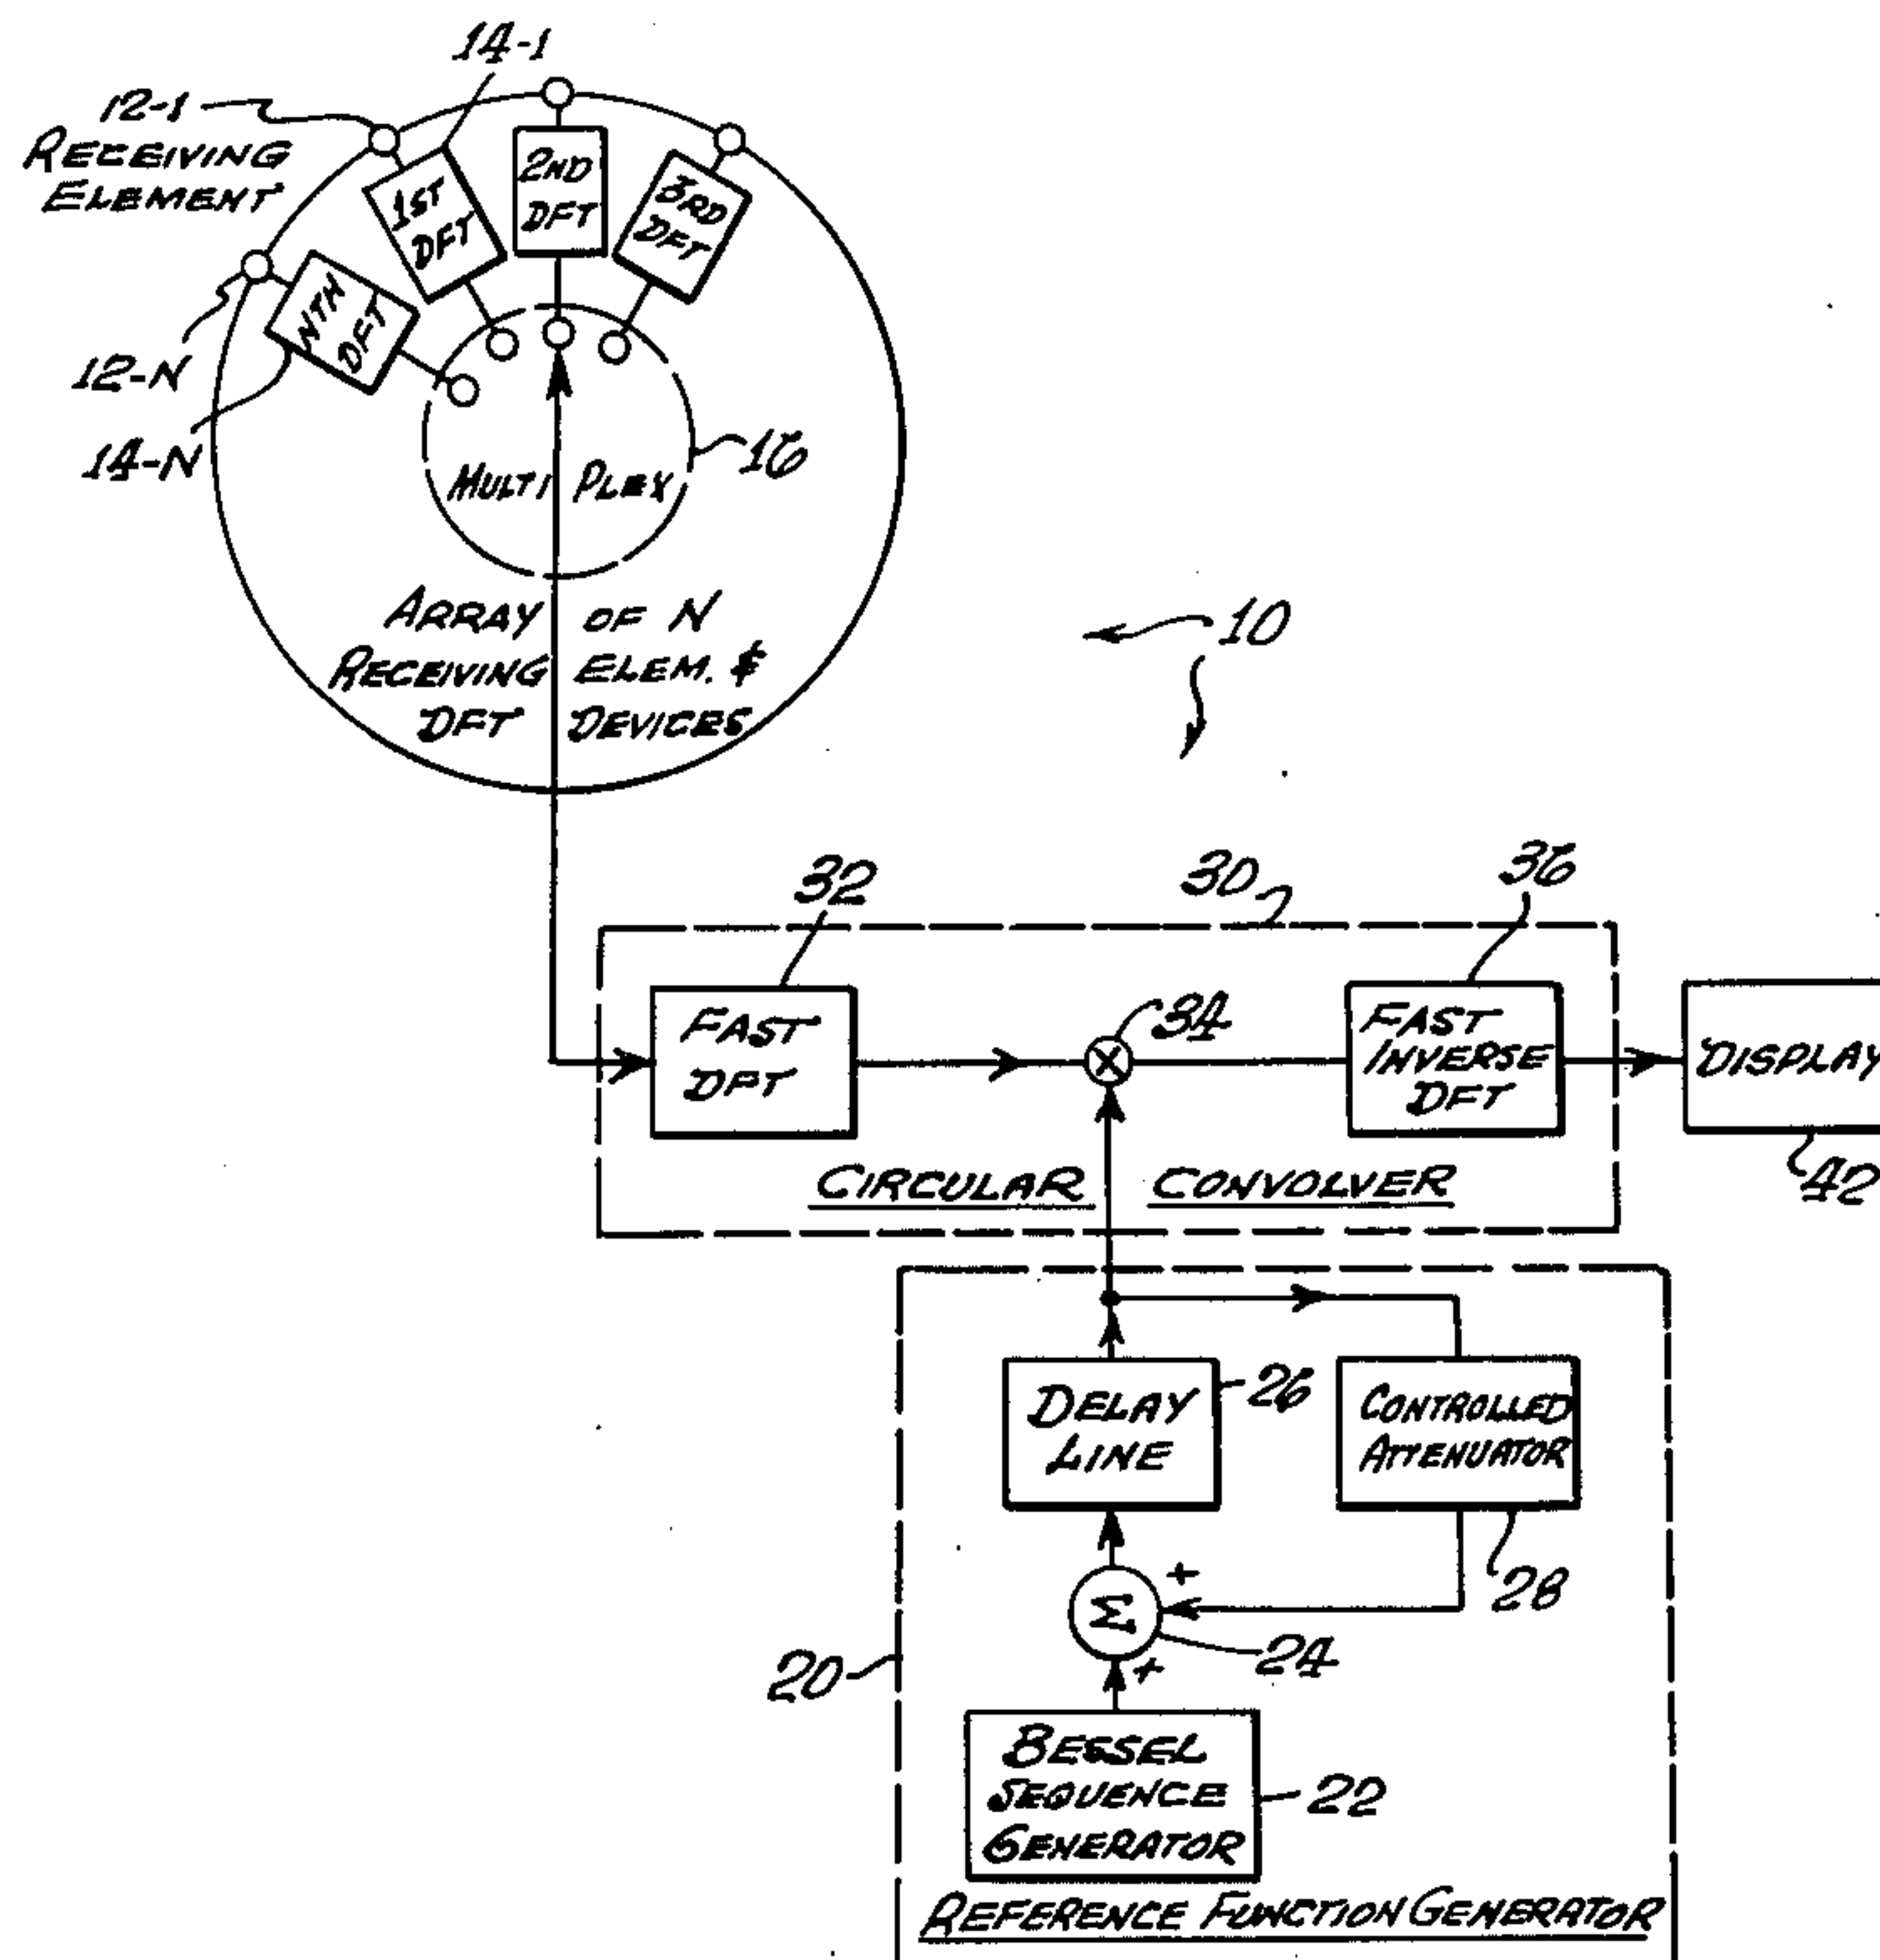 14-1
12-1
RECEIVING
ELEMENT
1ST
DFT
2ND
DFT
3RD
DFT
NTH
DFT
12-N
14-N
16
MULTI PLEX
ARRAY OF N
RECEIVING ELEM. &
DFT DEVICES
10
32
30
36
FAST
DFT
34
FAST
INVERSE
DFT
DISPLAY
42
CIRCULAR CONVOLVER
DELAY
LINE
26
CONTROLLED
ATTENUATOR
28
+
Σ
+
24
20
BESSEL
SEQUENCE
GENERATOR
22
REFERENCE FUNCTION GENERATOR